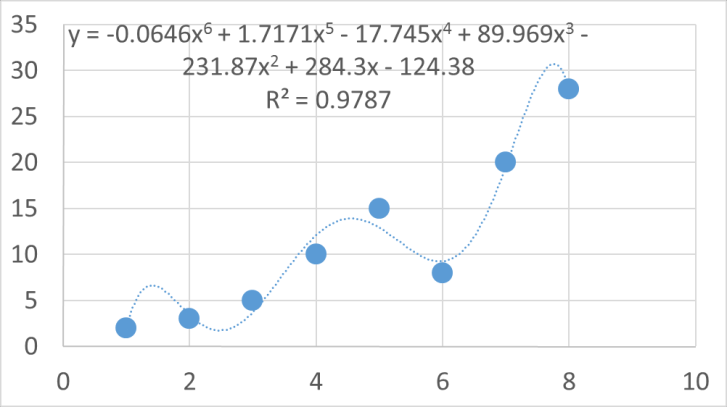 y = -0.0646x⁶ + 1.7171x⁵ - 17.745x⁴ + 89.969x³ -
231.87x² + 284.3x - 124.38
R² = 0.9787
35
30
25
20
15
10
5
0
0 2 4 6 8 10